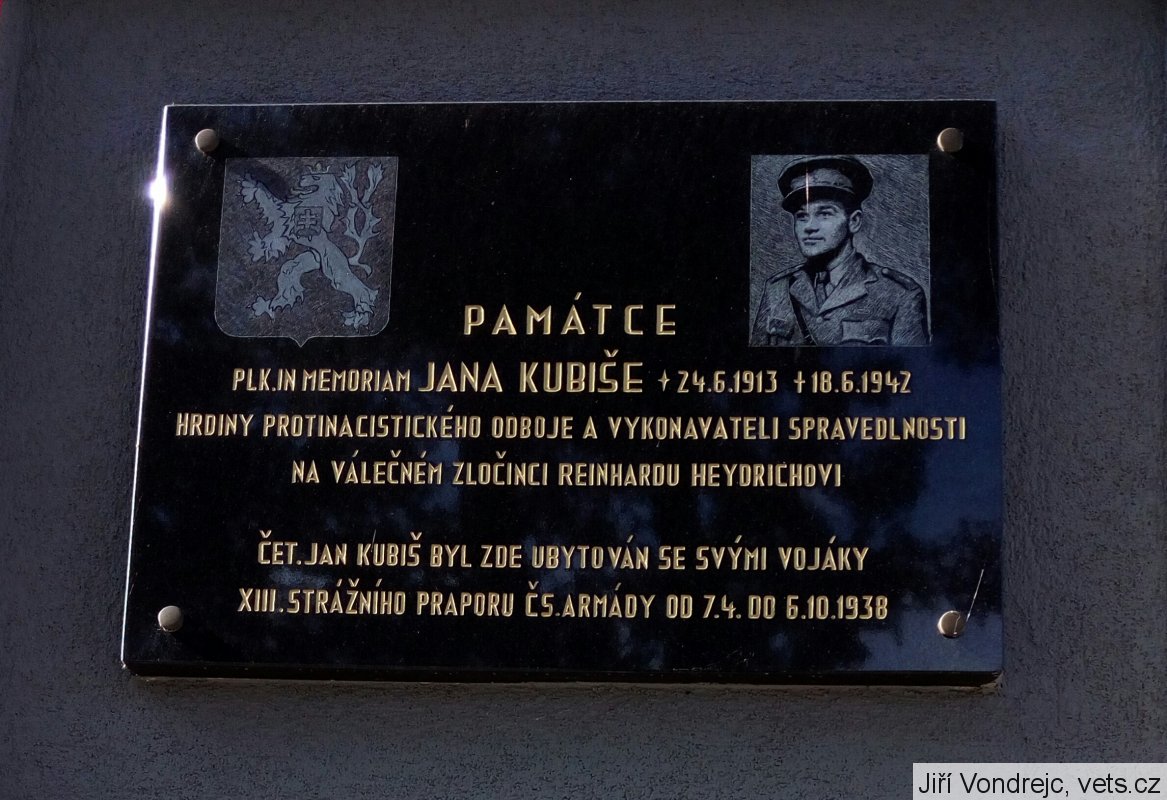 PAMÁTCE
PLK.IN MEMORIAM JANA KUBIŠE 24.6.1913 †18.6.1942
HRDINY PROTINACISTICKÉHO ODBOJE A VYKONAVATELI SPRAVEDLNOSTI
NA VÁLEČNÉM ZLOČINCI REINHARDU HEYDRICHOVI
ČET.JAN KUBIŠ BYL ZDE UBYTOVÁN SE SVÝMI VOJÁKY
XIII.STRÁŽNÍHO PRAPORU ČS.ARMÁDY OD 7.4. DO 6.10.1938
Jiří Vondrejc, vets.cz